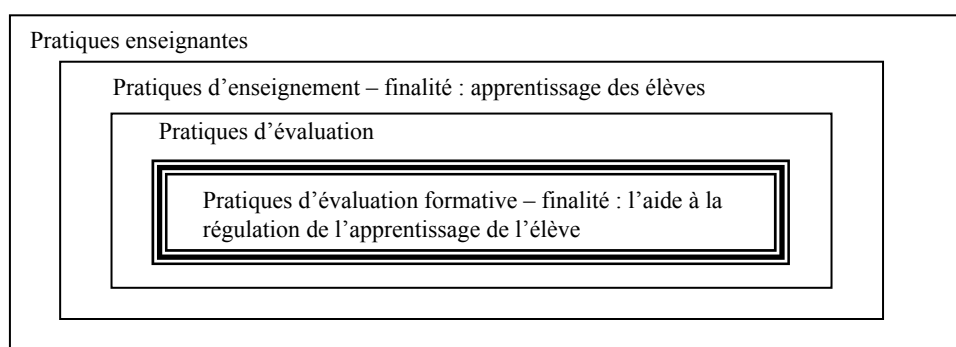 Pratiques enseignantes
Pratiques d’enseignement – finalité : apprentissage des élèves
Pratiques d’évaluation
Pratiques d’évaluation formative – finalité : l’aide à la
régulation de l’apprentissage de l’élève